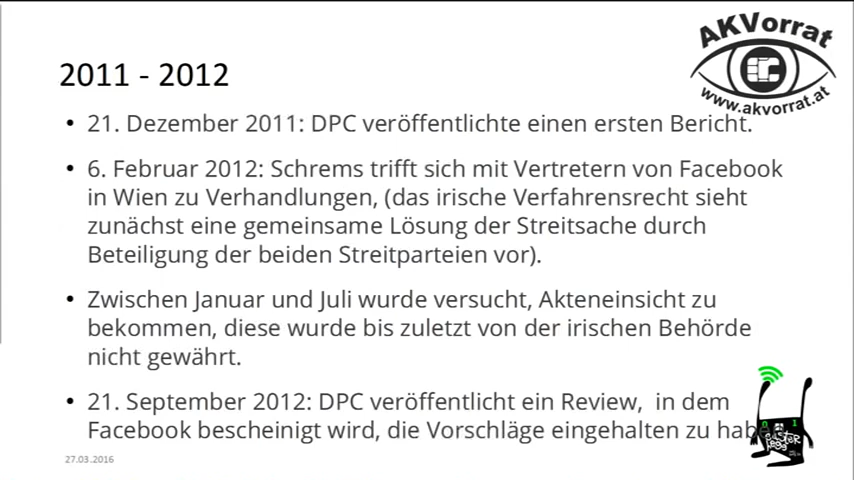 AKVorrat
www.akvorrat.at
2011 - 2012
• 21. Dezember 2011: DPC veröffentlichte einen ersten Bericht.
• 6. Februar 2012: Schrems trifft sich mit Vertretern von Facebook
in Wien zu Verhandlungen, (das irische Verfahrensrecht sieht
zunächst eine gemeinsame Lösung der Streitsache durch
Beteiligung der beiden Streitparteien vor).
• Zwischen Januar und Juli wurde versucht, Akteneinsicht zu
bekommen, diese wurde bis zuletzt von der irischen Behörde
nicht gewährt.
• 21. September 2012: DPC veröffentlicht ein Review, in dem
Facebook bescheinigt wird, die Vorschläge eingehalten zu
27.03.2016